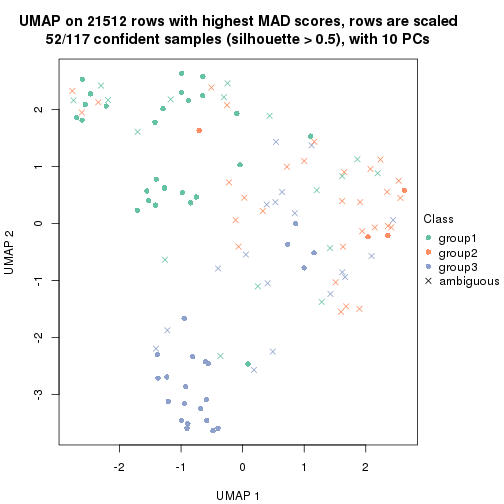 UMAP on 21512 rows with highest MAD scores, rows are scaled
52/117 confident samples (silhouette > 0.5), with 10 PCs
2
1
0
-1
-2
-3
UMAP 2
-2
-1
0
1
2
UMAP 1
Class
group1
group2
group3
ambiguous